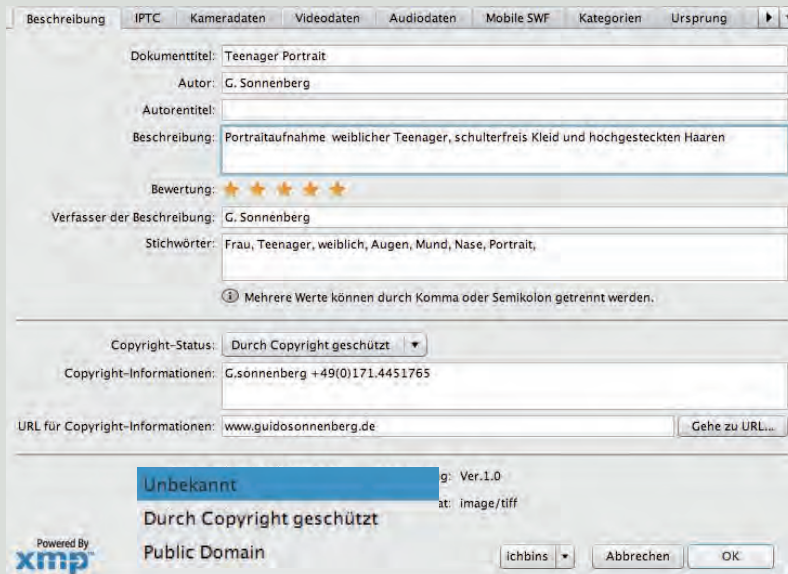 Beschreibung IPTC Kameradaten Videodaten Audiodaten Mobile SWF Kategorien Ursprung
Dokumenttitel: Teenager Portrait
Autor: G. Sonnenberg
Autorentitel:
Beschreibung: Portraitaufnahme weiblicher Teenager, schulterfreis Kleid und hochgesteckten Haaren
Bewertung:
Verfasser der Beschreibung: G. Sonnenberg
Stichwörter: Frau, Teenager, weiblich, Augen, Mund, Nase, Portrait,
Mehrere Werte können durch Komma oder Semikolon getrennt werden.
Copyright-Status: Durch Copyright geschützt
Copyright-Informationen: G.sonnenberg +49(0)171.4451765
URL für Copyright-Informationen: www.guidosonnenberg.de Gehe zu URL...
g: Ver.1.0
Unbekannt
at: image/tiff
Durch Copyright geschützt
Public Domain
Powered By
xmp
ichbins Abbrechen OK